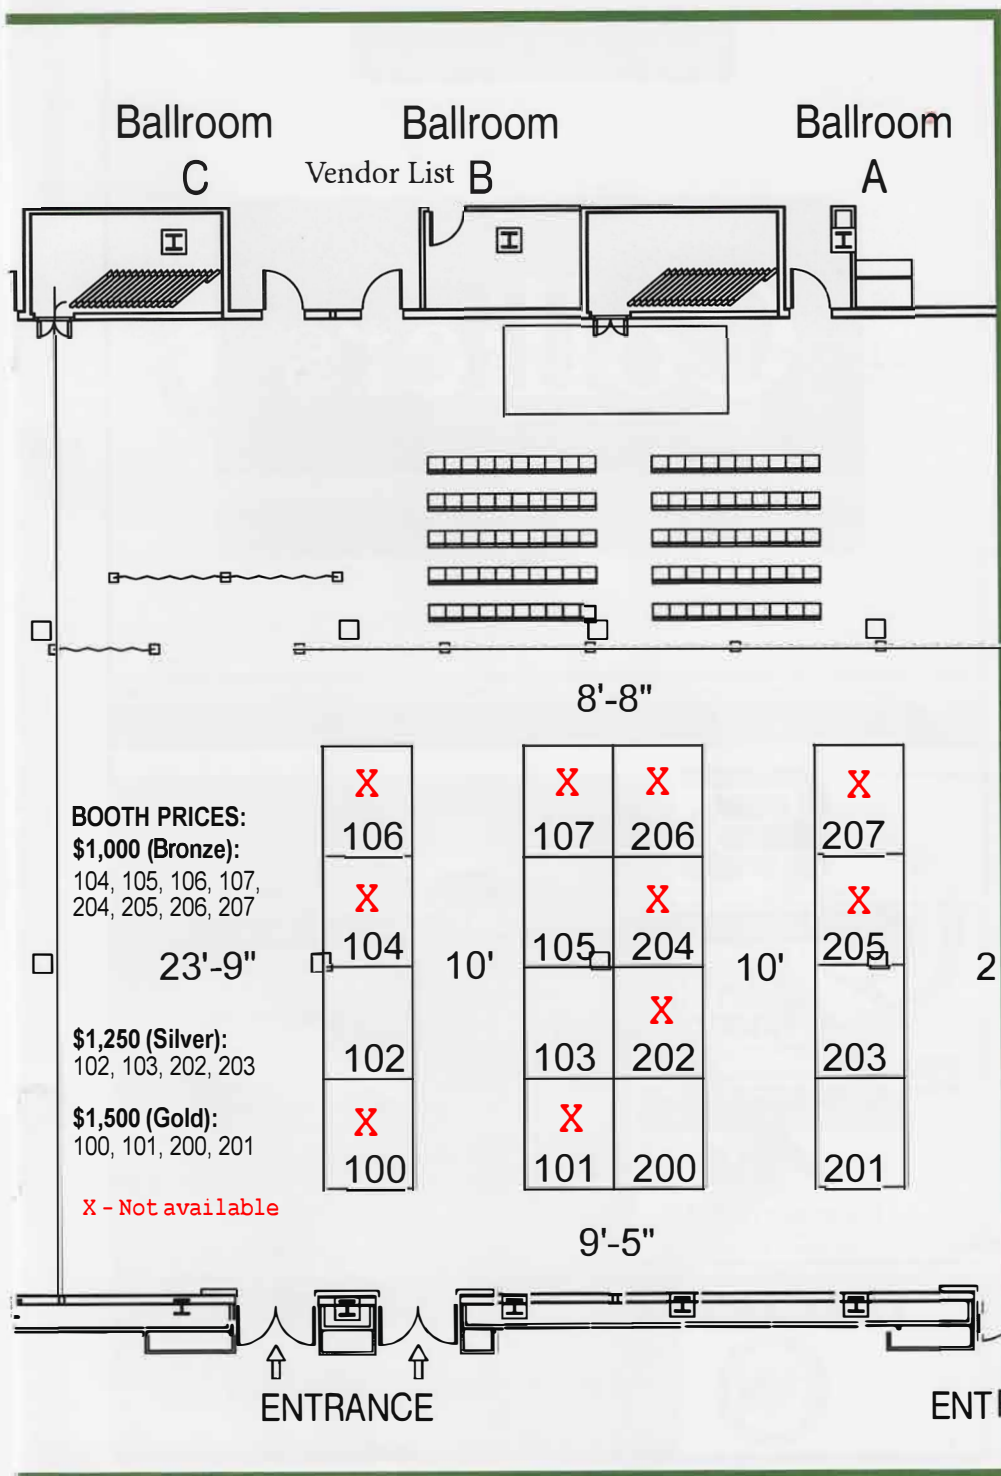 Ballroom
C
Ballroom
B
Ballroom
A
Vendor List
8'-8"
BOOTH PRICES:
$1,000 (Bronze):
104, 105, 106, 107,
204, 205, 206, 207
23'-9"
$1,250 (Silver):
102, 103, 202, 203
$1,500 (Gold):
100, 101, 200, 201
X - Not available
X X X X
106 107 206 207
X X X
104 105 204 205
10' 10' 2
X
102 103 202 203
X X
100 101 200 201
9'-5"
ENTRANCE
ENT